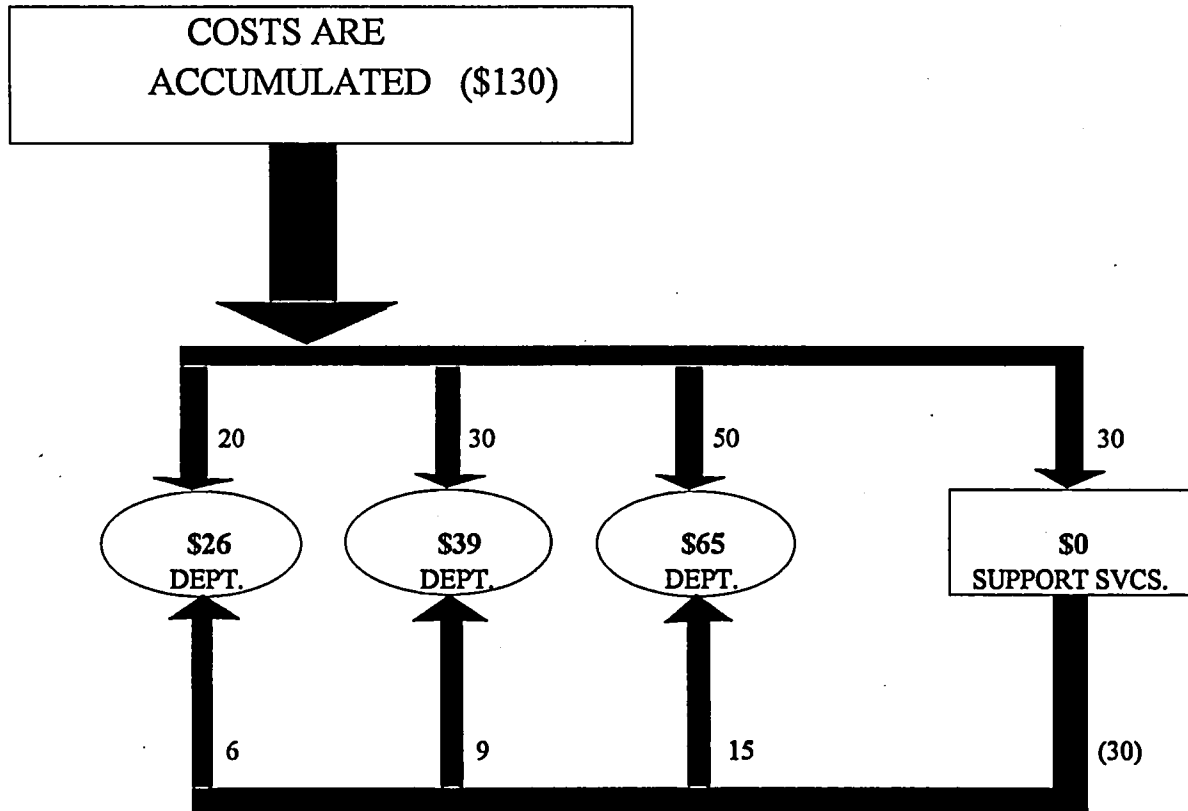 COSTS ARE
ACCUMULATED ($130)
20
30
50
30
$26
DEPT.
$39
DEPT.
$65
DEPT.
$0
SUPPORT SVCS.
6
9
15
(30)